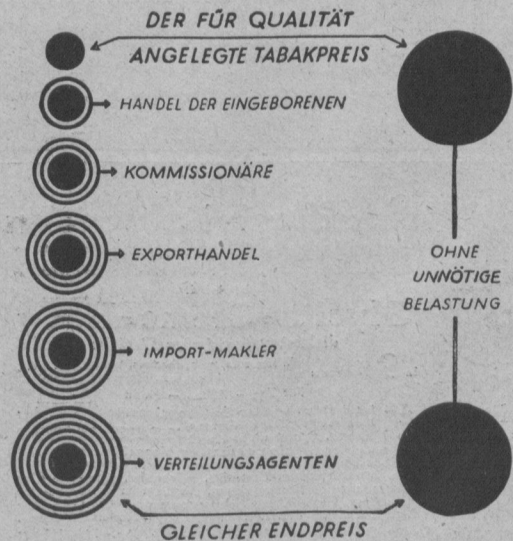 DER FÜR QUALITÄT
ANGELEGTE TABAKPREIS
HANDEL DER EINGEBORENEN
KOMMISSIONÄRE
EXPORTHANDEL
OHNE
UNNÖTIGE
BELASTUNG
IMPORT-MAKLER
VERTEILUNGSAGENTEN
GLEICHER ENDPREIS